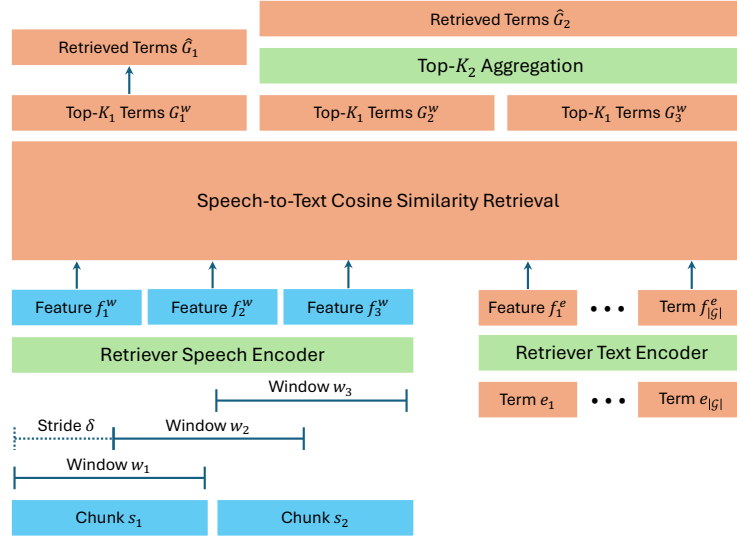 Retrieved Terms Ĝ₂
Retrieved Terms Ĝ₁
Top-K₂ Aggregation
Top-K₁ Terms G₁ʷ
Top-K₁ Terms G₂ʷ
Top-K₁ Terms G₃ʷ
Speech-to-Text Cosine Similarity Retrieval
Feature f₁ʷ
Feature f₂ʷ
Feature f₃ʷ
Feature f₁ᵉ
• • •
Term f|𝒢|ᵉ
Retriever Speech Encoder
Retriever Text Encoder
Window w₃
Term e₁
• • •
Term e|𝒢|
Stride δ
Window w₂
Window w₁
Chunk s₁
Chunk s₂